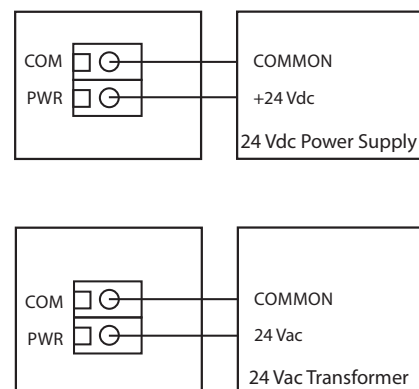 COM
COMMON
PWR
+24 Vdc
24 Vdc Power Supply
COM
COMMON
PWR
24 Vac
24 Vac Transformer